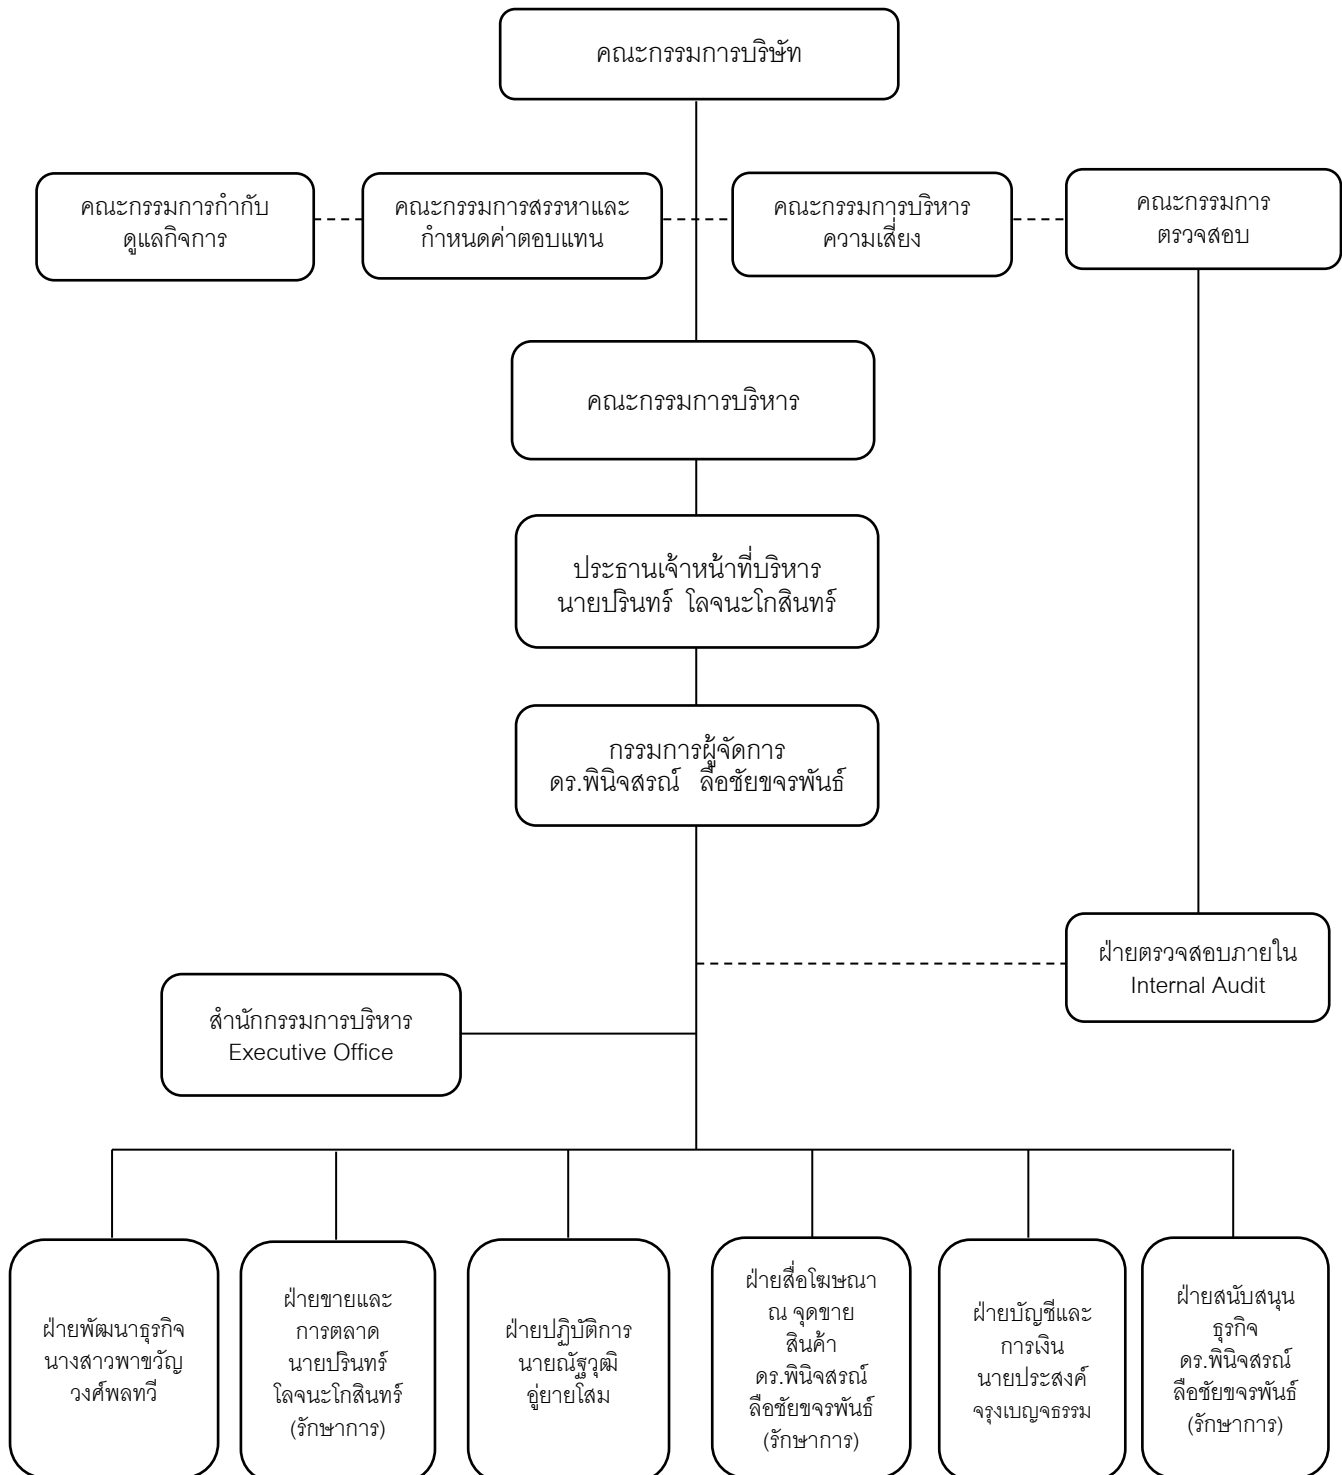 คณะกรรมการบริษัท
คณะกรรมการกำกับ
ดูแลกิจการ
คณะกรรมการสรรหาและ
กำหนดค่าตอบแทน
คณะกรรมการบริหาร
ความเสี่ยง
คณะกรรมการ
ตรวจสอบ
คณะกรรมการบริหาร
ประธานเจ้าหน้าที่บริหาร
นายปรินทร์ โลจนะโกสินทร์
กรรมการผู้จัดการ
ดร.พินิจสรณ์ ลือชัยขจรพันธ์
ฝ่ายตรวจสอบภายใน
Internal Audit
สำนักกรรมการบริหาร
Executive Office
ฝ่ายพัฒนาธุรกิจ
นางสาวพาขวัญ
วงศ์พลทวี
ฝ่ายขายและ
การตลาด
นายปรินทร์
โลจนะโกสินทร์
(รักษาการ)
ฝ่ายปฏิบัติการ
นายณัฐวุฒิ
อู่ยายโสม
ฝ่ายสื่อโฆษณา
ณ จุดขาย
สินค้า
ดร.พินิจสรณ์
ลือชัยขจรพันธ์
(รักษาการ)
ฝ่ายบัญชีและ
การเงิน
นายประสงค์
จรุงเบญจธรรม
ฝ่ายสนับสนุน
ธุรกิจ
ดร.พินิจสรณ์
ลือชัยขจรพันธ์
(รักษาการ)